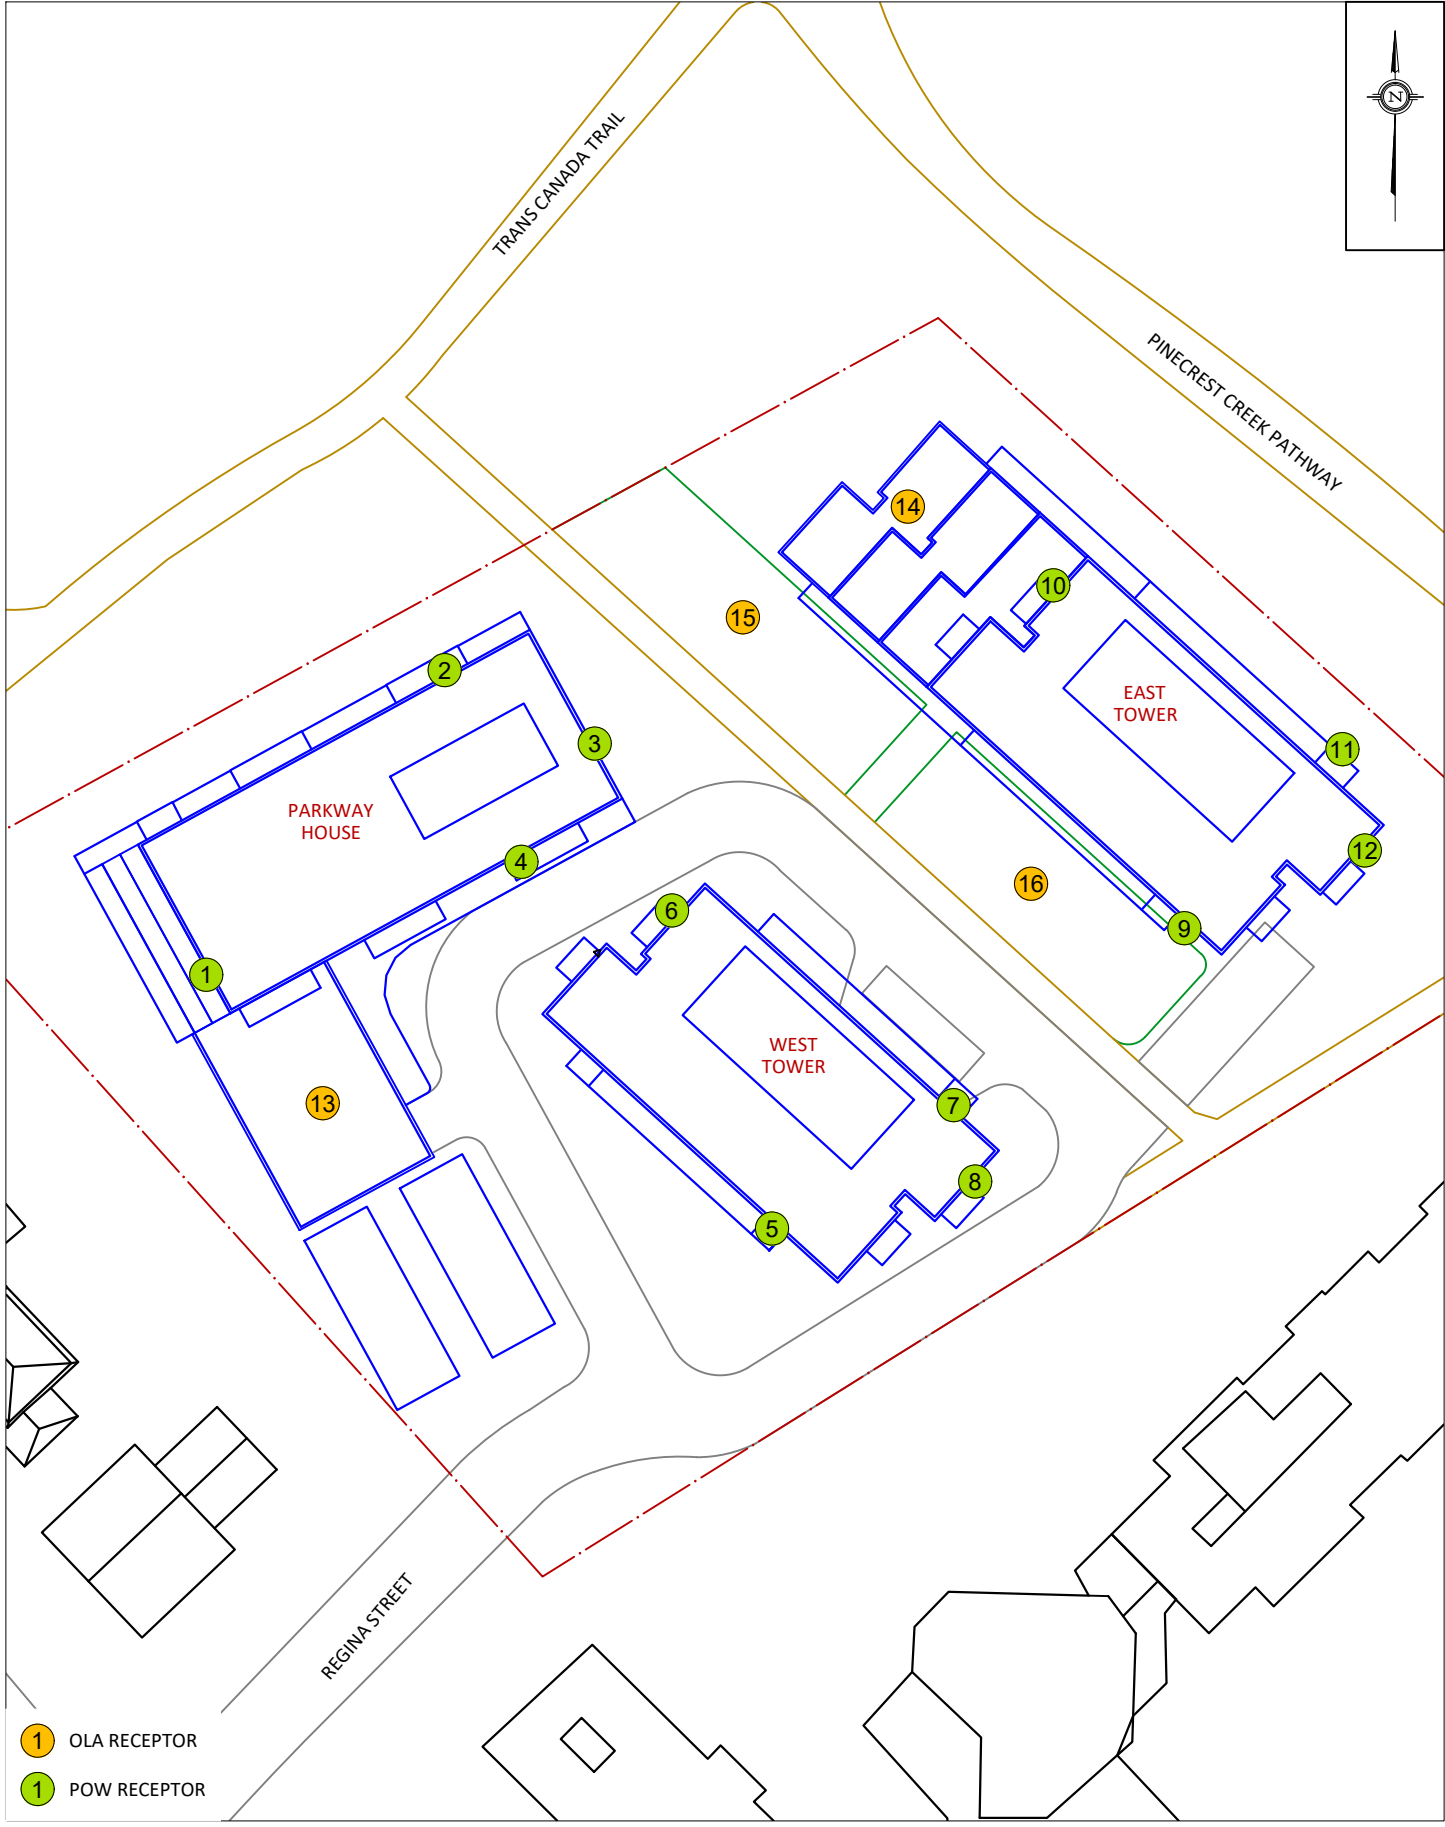 N
TRANS CANADA TRAIL
PINECREST CREEK PATHWAY
14
10
15
2
EAST
TOWER
3
11
PARKWAY
HOUSE
4
12
16
6
9
1
WEST
TOWER
13
7
8
5
REGINA STREET
1 OLA RECEPTOR
1 POW RECEPTOR